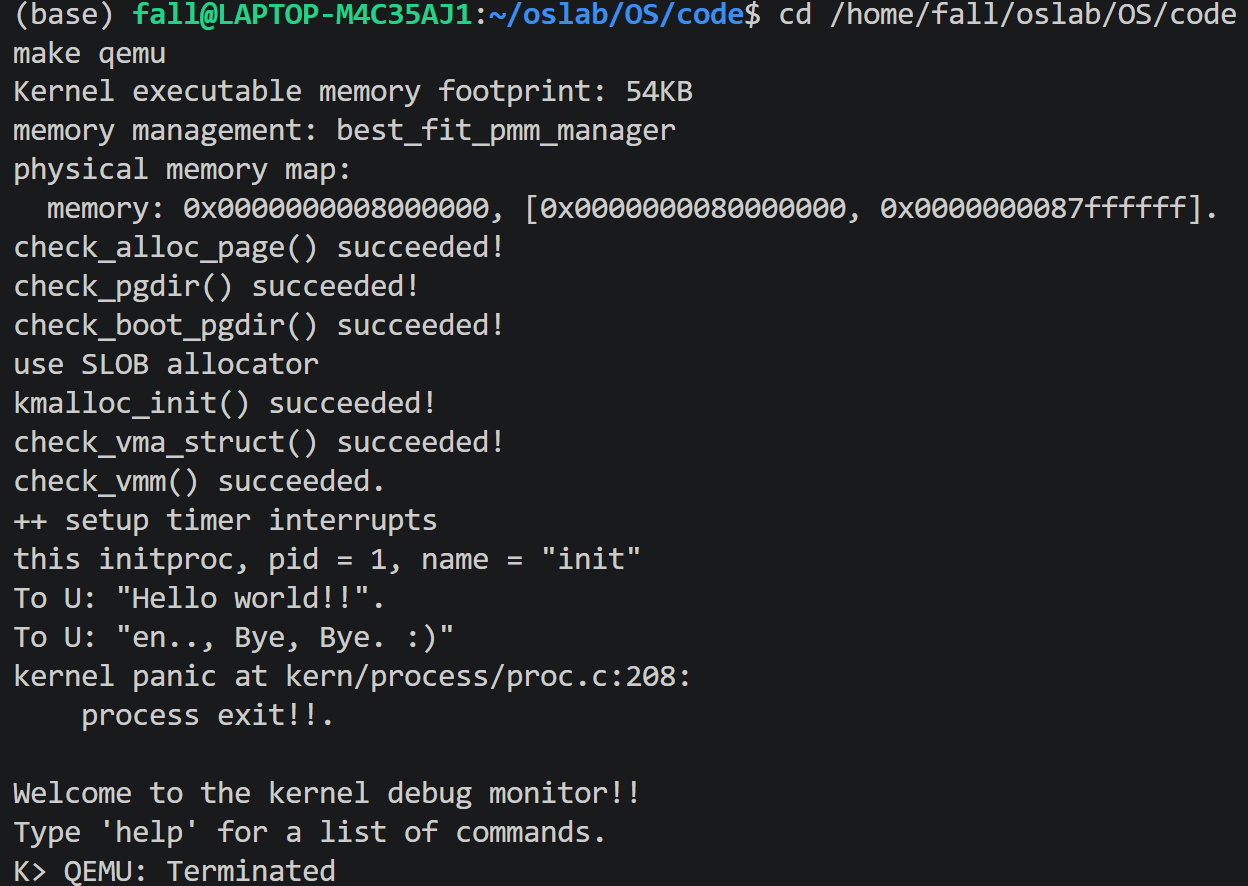 (base) fall@LAPTOP-M4C35AJ1:~/oslab/OS/code$ cd /home/fall/oslab/OS/code
make qemu
Kernel executable memory footprint: 54KB
memory management: best_fit_pmm_manager
physical memory map:
  memory: 0x0000000008000000, [0x0000000080000000, 0x0000000087ffffff].
check_alloc_page() succeeded!
check_pgdir() succeeded!
check_boot_pgdir() succeeded!
use SLOB allocator
kmalloc_init() succeeded!
check_vma_struct() succeeded!
check_vmm() succeeded.
++ setup timer interrupts
this initproc, pid = 1, name = "init"
To U: "Hello world!!".
To U: "en.., Bye, Bye. :)"
kernel panic at kern/process/proc.c:208:
    process exit!!.

Welcome to the kernel debug monitor!!
Type 'help' for a list of commands.
K> QEMU: Terminated